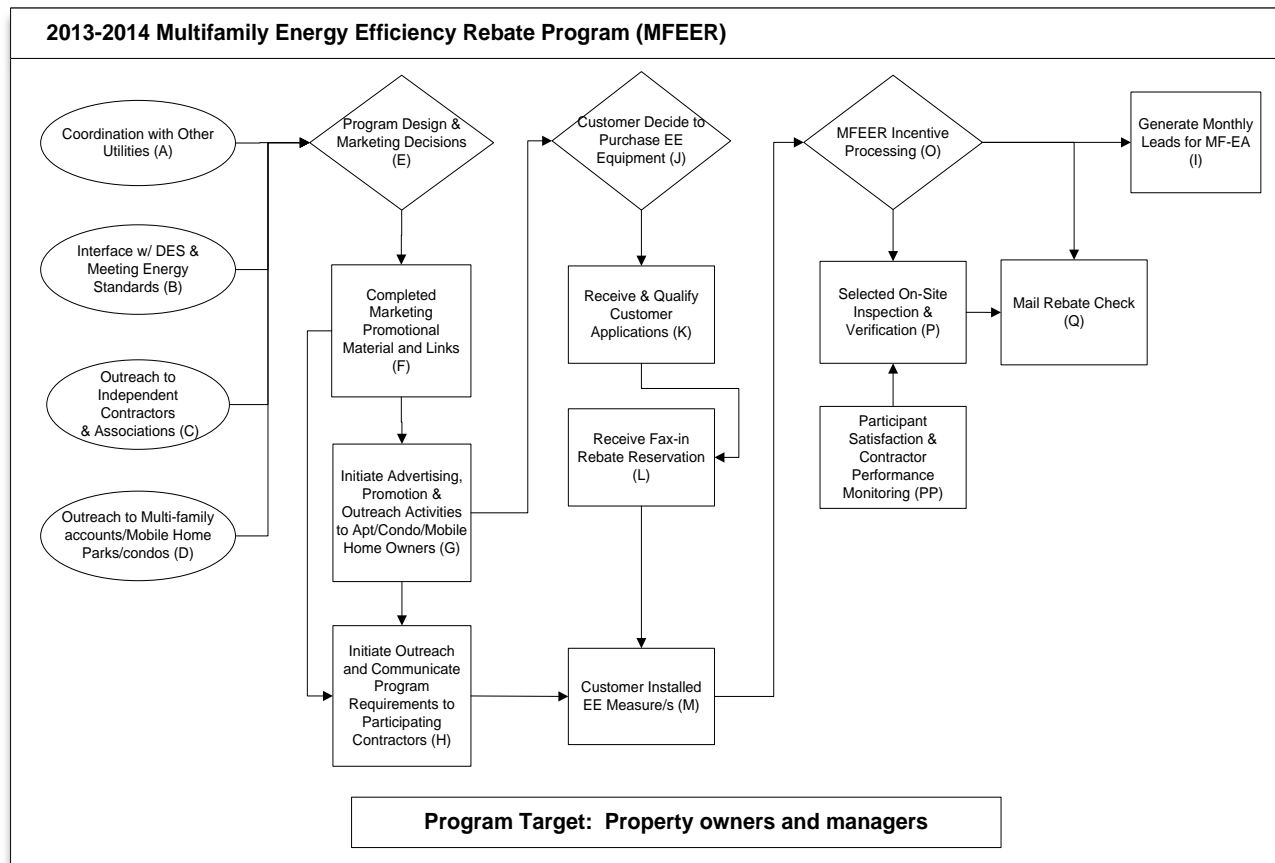 2013-2014 Multifamily Energy Efficiency Rebate Program (MFEER)
Coordination with Other
Utilities (A)
Interface w/ DES &
Meeting Energy
Standards (B)
Outreach to
Independent
Contractors
& Associations (C)
Outreach to Multi-family
accounts/Mobile Home
Parks/condos (D)
Program Design &
Marketing Decisions
(E)
Completed
Marketing
Promotional
Material and Links
(F)
Initiate Advertising,
Promotion &
Outreach Activities
to Apt/Condo/Mobile
Home Owners (G)
Initiate Outreach
and Communicate
Program
Requirements to
Participating
Contractors (H)
Customer Decide to
Purchase EE
Equipment (J)
Receive & Qualify
Customer
Applications (K)
Receive Fax-in
Rebate Reservation
(L)
Customer Installed
EE Measure/s (M)
MFEER Incentive
Processing (O)
Selected On-Site
Inspection &
Verification (P)
Participant
Satisfaction &
Contractor
Performance
Monitoring (PP)
Generate Monthly
Leads for MF-EA
(I)
Mail Rebate Check
(Q)
Program Target: Property owners and managers